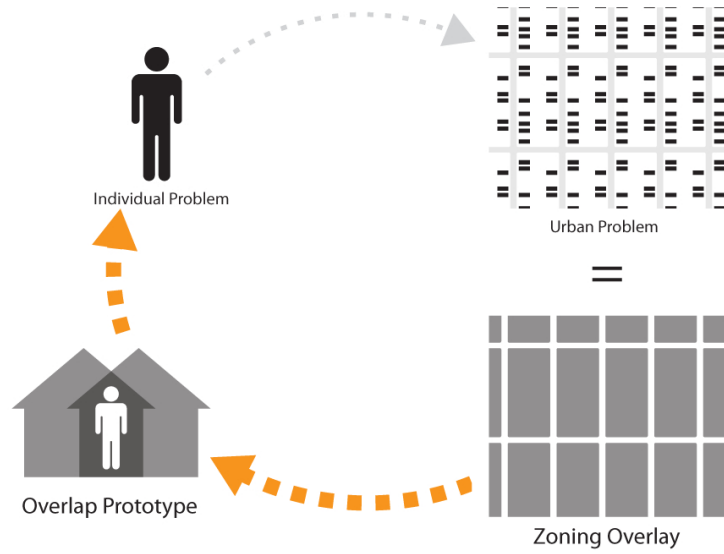 Individual Problem
Urban Problem
=
Overlap Prototype
Zoning Overlay